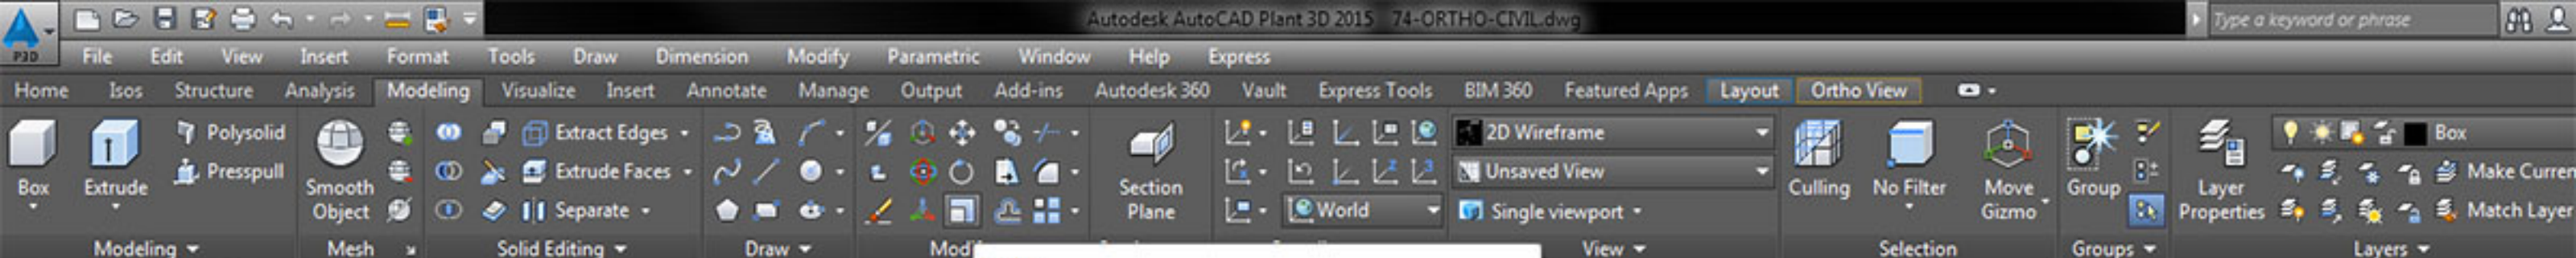 Autodesk AutoCAD Plant 3D 2015 74-ORTHO-CIVIL.dwg Type a keyword or phrase
P3D File Edit View Insert Format Tools Draw Dimension Modify Parametric Window Help Express
Home Isos Structure Analysis Modeling Visualize Insert Annotate Manage Output Add-ins Autodesk 360 Vault Express Tools BIM 360 Featured Apps Layout Ortho View
Polysolid Extract Edges 2D Wireframe Box
Presspull Extrude Faces Unsaved View Make Curren
Box Extrude Smooth Object Section Plane Culling No Filter Move Gizmo Group Layer Properties
Separate World Single viewport Match Layer
Modeling Mesh Solid Editing Draw View Selection Groups Layers